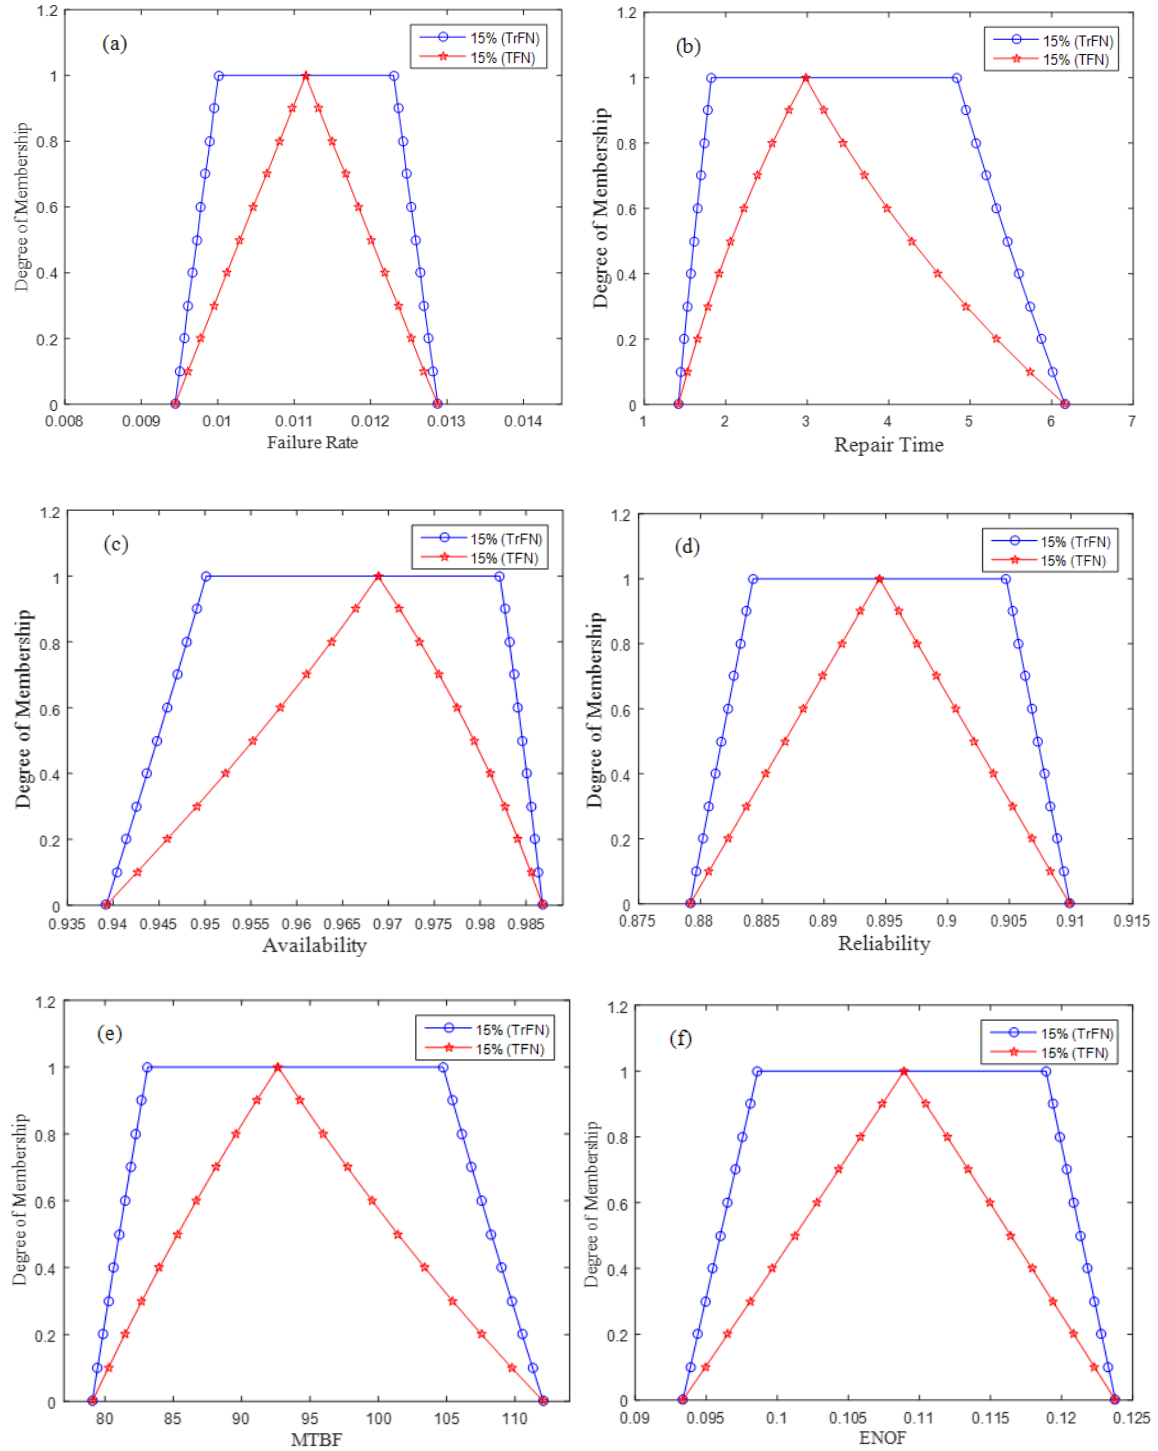 (a)
15% (TrFN)
15% (TFN)
Degree of Membership
1.2
1
0.8
0.6
0.4
0.2
0
0.008 0.009 0.01 0.011 0.012 0.013 0.014
Failure Rate
(b)
15% (TrFN)
15% (TFN)
Degree of Membership
1.2
1
0.8
0.6
0.4
0.2
0
1 2 3 4 5 6 7
Repair Time
(c)
15% (TrFN)
15% (TFN)
Degree of Membership
1.2
1
0.8
0.6
0.4
0.2
0
0.935 0.94 0.945 0.95 0.955 0.96 0.965 0.97 0.975 0.98 0.985
Availability
(d)
15% (TrFN)
15% (TFN)
Degree of Membership
1.2
1
0.8
0.6
0.4
0.2
0
0.875 0.88 0.885 0.89 0.895 0.9 0.905 0.91 0.915
Reliability
(e)
15% (TrFN)
15% (TFN)
Degree of Membership
1.2
1
0.8
0.6
0.4
0.2
0
80 85 90 95 100 105 110
MTBF
(f)
15% (TrFN)
15% (TFN)
Degree of Membership
1.2
1
0.8
0.6
0.4
0.2
0
0.09 0.095 0.1 0.105 0.11 0.115 0.12 0.125
ENOF